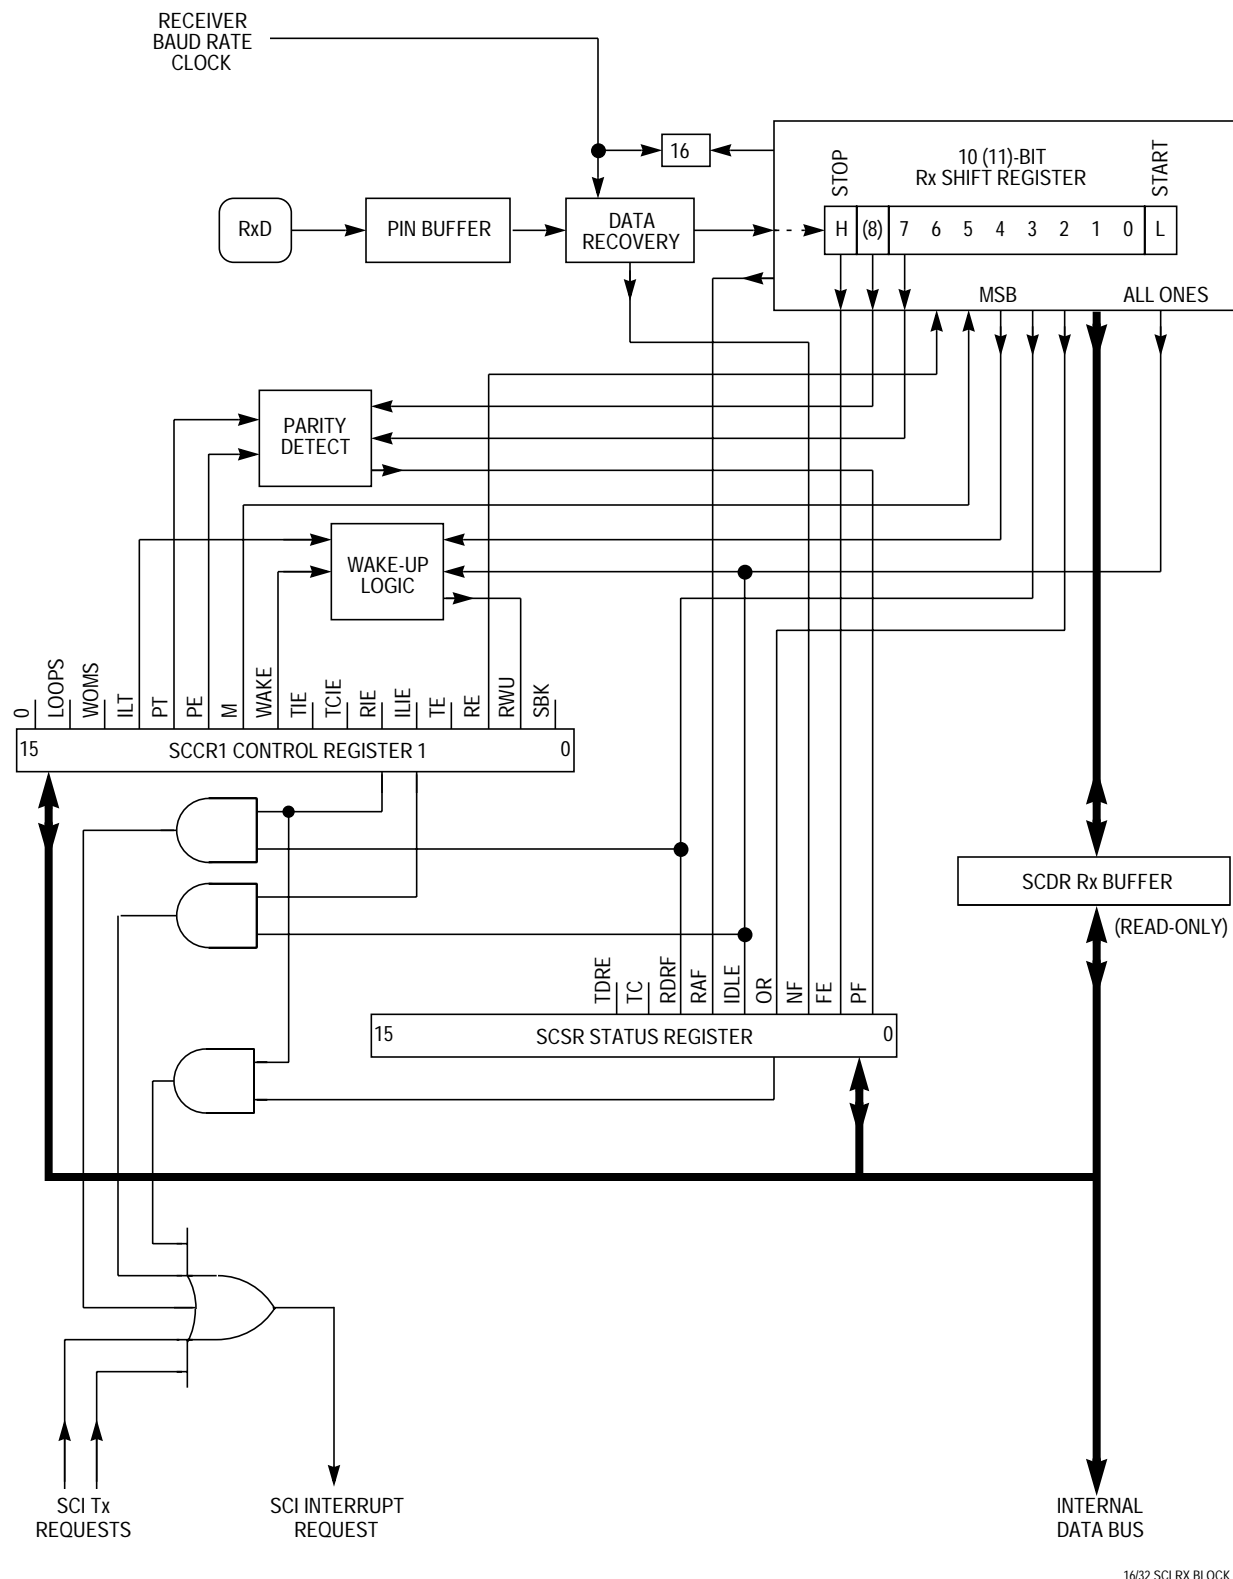 RECEIVER
BAUD RATE
CLOCK
16
10 (11)-BIT
Rx SHIFT REGISTER
STOP
START
RxD
PIN BUFFER
DATA
RECOVERY
H (8) 7 6 5 4 3 2 1 0 L
MSB
ALL ONES
PARITY
DETECT
WAKE-UP
LOGIC
0
LOOPS
WOMS
ILT
PT
PE
M
WAKE
TIE
TCIE
RIE
ILIE
TE
RE
RWU
SBK
15 SCCR1 CONTROL REGISTER 1 0
SCDR Rx BUFFER
(READ-ONLY)
TDRE
TC
RDRF
RAF
IDLE
OR
NF
FE
PF
15 SCSR STATUS REGISTER 0
SCI Tx
REQUESTS
SCI INTERRUPT
REQUEST
INTERNAL
DATA BUS
16/32 SCI RX BLOCK